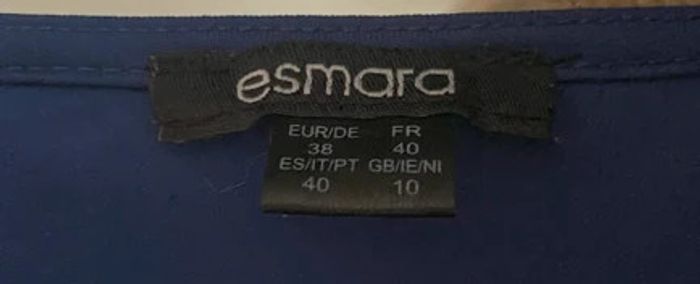 esmara
EUR/DE FR
38 40
ES/IT/PT GB/IE/NI
40 10